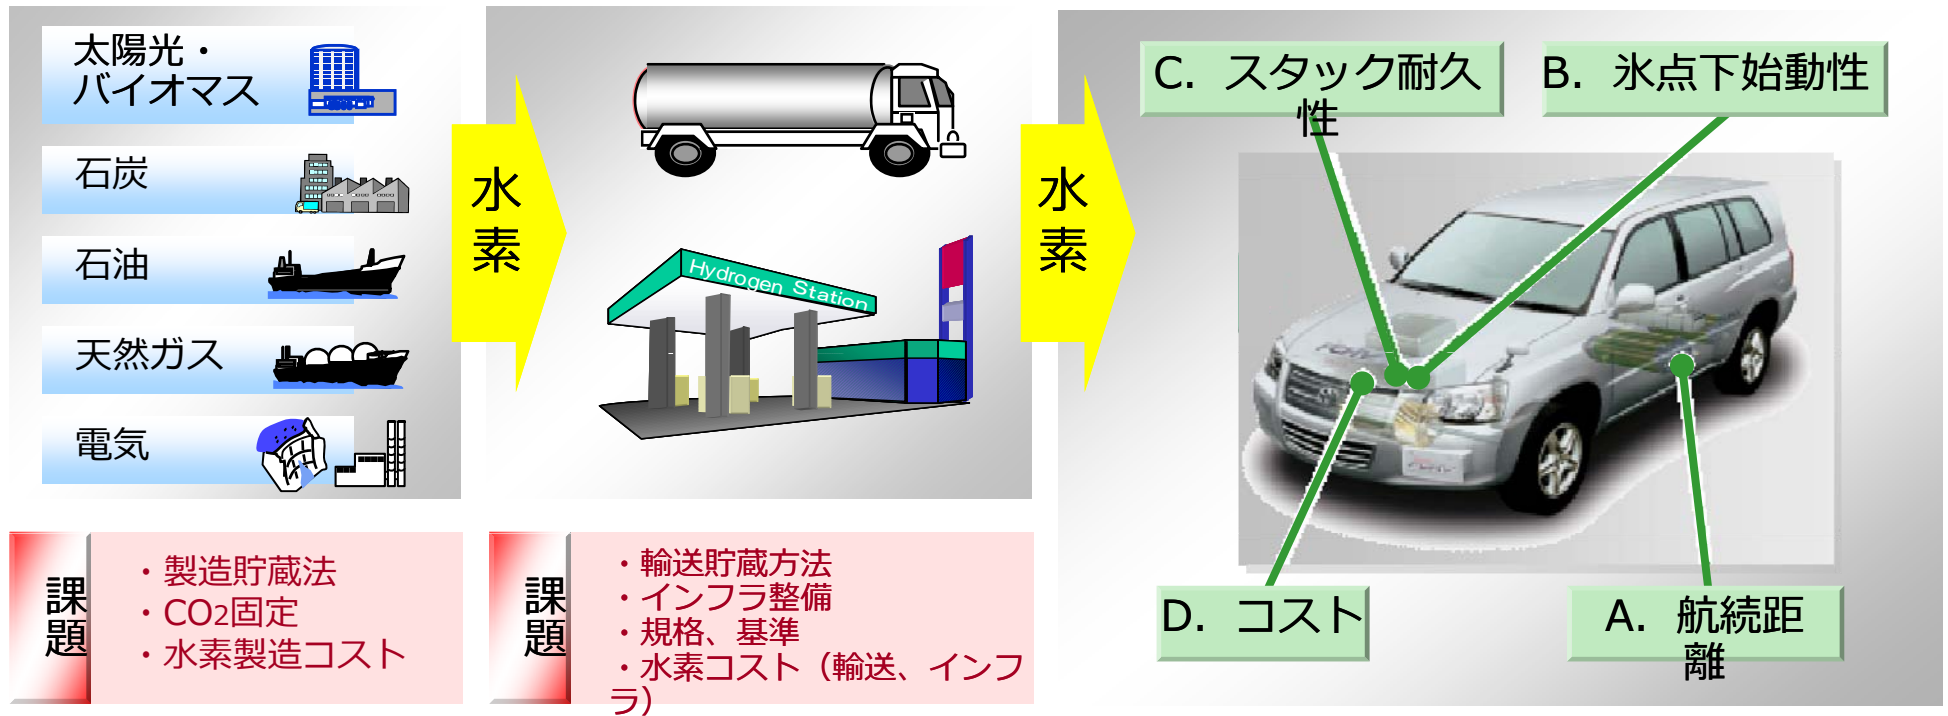 太陽光・
バイオマス
石炭
石油
天然ガス
電気
水
素
Hydrogen Station
水
素
C. スタック耐久
性
B. 氷点下始動性
D. コスト
A. 航続距
離
課
題
・製造貯蔵法
・CO2固定
・水素製造コスト
課
題
・輸送貯蔵方法
・インフラ整備
・規格、基準
・水素コスト（輸送、インフ
ラ）